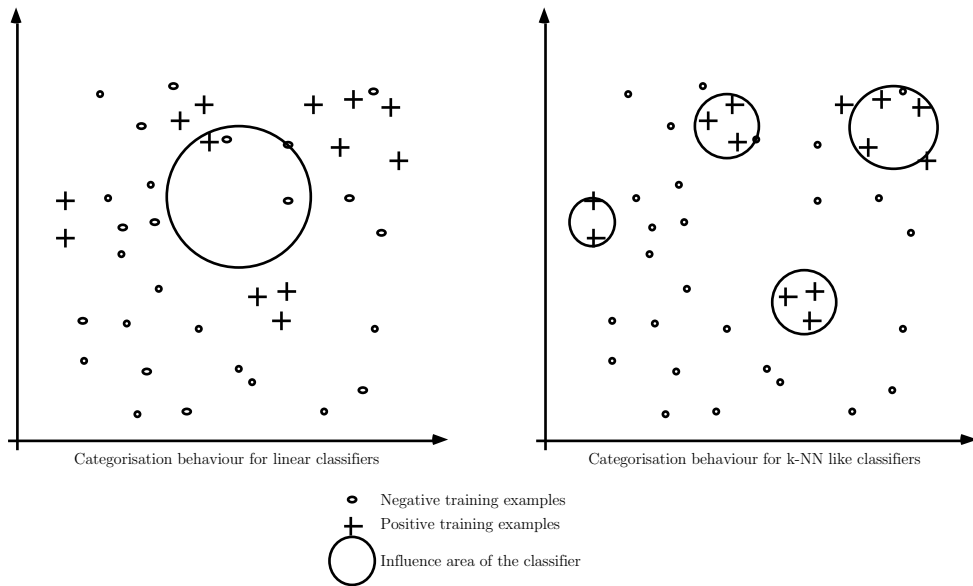 Categorisation behaviour for linear classifiers
Categorisation behaviour for k-NN like classifiers
Negative training examples
Positive training examples
Influence area of the classifier